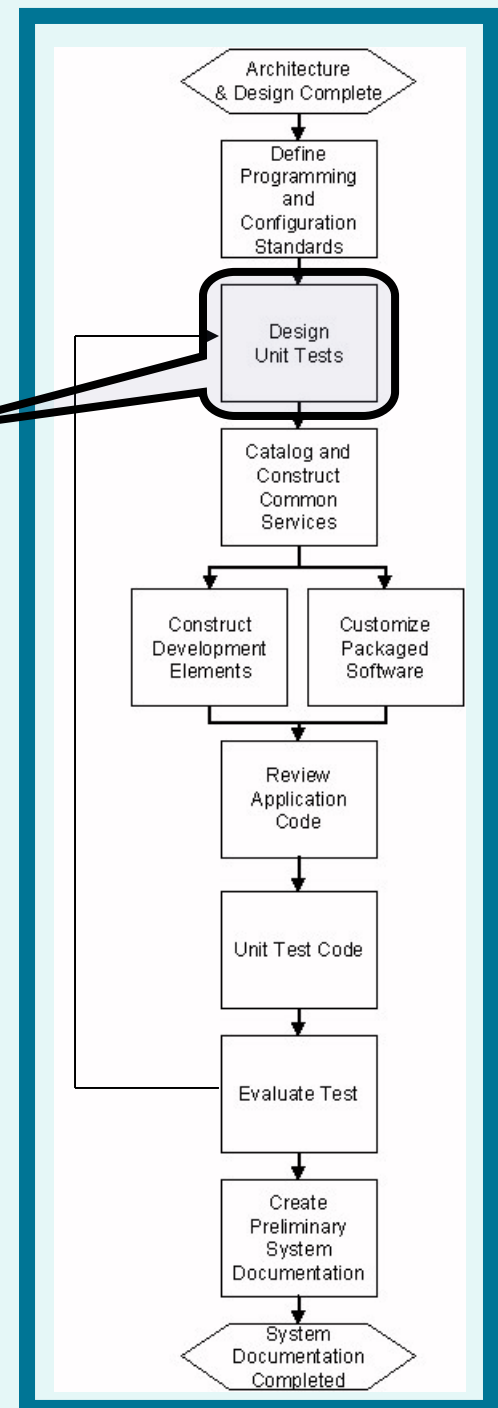 Architecture
& Design Complete
Define
Programming
and
Configuration
Standards
Design
Unit Tests
Catalog and
Construct
Common
Services
Construct
Development
Elements
Customize
Packaged
Software
Review
Application
Code
Unit Test Code
Evaluate Test
Create
Preliminary
System
Documentation
System
Documentation
Completed